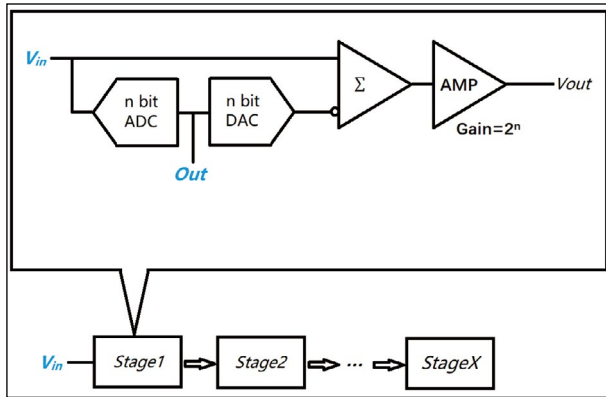 Vin
n bit
ADC
n bit
DAC
Out
Σ
AMP
Gain=2ⁿ
Vout
Vin
Stage1
Stage2
...
StageX